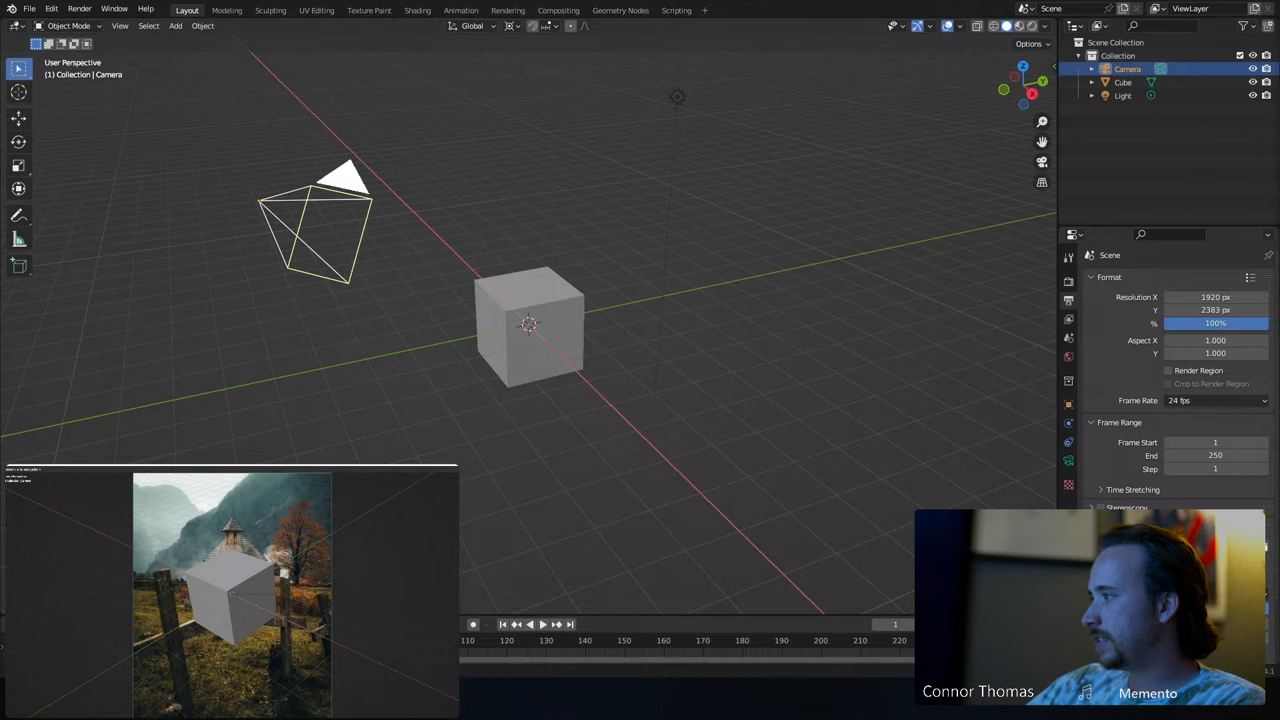 File Edit Render Window Help Layout Modeling Sculpting UV Editing Texture Paint Shading Animation Rendering Compositing Geometry Nodes Scripting + Scene ViewLayer
Object Mode View Select Add Object Global
Options
User Perspective
(1) Collection | Camera
Z
Y
X
Scene Collection
Collection
Camera
Cube
Light
Scene
Format
Resolution X 1920 px
Y 2383 px
% 100%
Aspect X 1.000
Y 1.000
Render Region
Crop to Render Region
Frame Rate 24 fps
Frame Range
Frame Start 1
End 250
Step 1
Time Stretching
Stereoscopy
1
110 120 130 140 150 160 170 180 190 200 210 220
Connor Thomas Memento